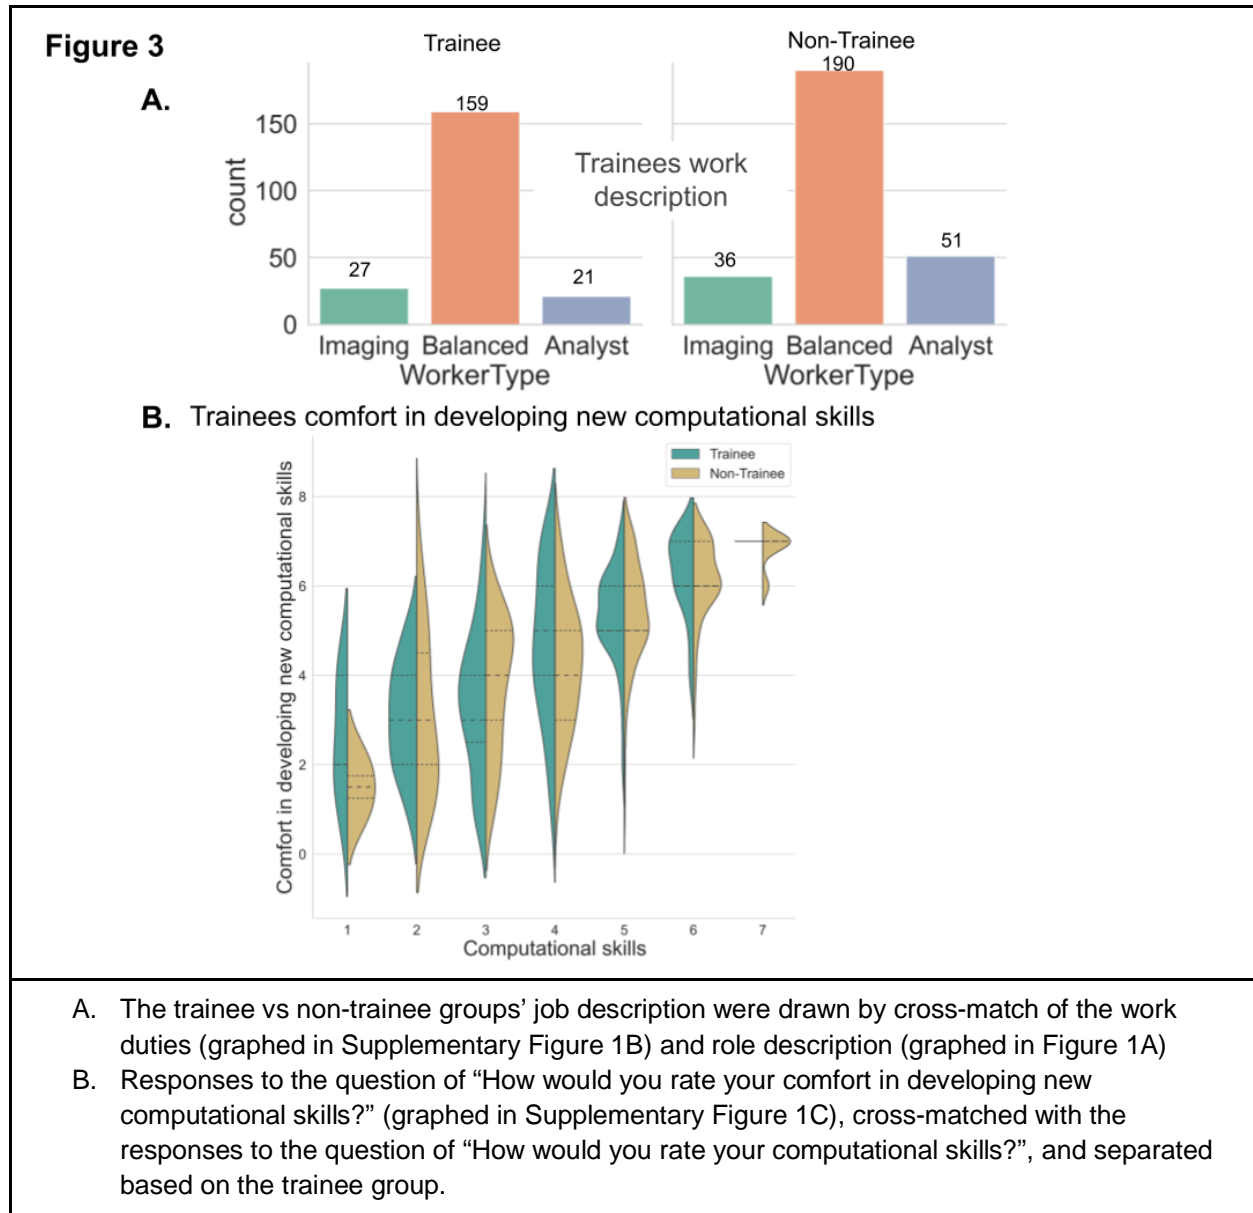 Figure 3
A.
Trainee
Non-Trainee
159
190
150
100
50
0
count
27
21
36
51
Trainees work
description
Imaging Balanced Analyst
WorkerType
Imaging Balanced Analyst
WorkerType
B. Trainees comfort in developing new computational skills
Trainee
Non-Trainee
Comfort in developing new computational skills
8
6
4
2
0
1 2 3 4 5 6 7
Computational skills
A. The trainee vs non-trainee groups’ job description were drawn by cross-match of the work
duties (graphed in Supplementary Figure 1B) and role description (graphed in Figure 1A)
B. Responses to the question of “How would you rate your comfort in developing new
computational skills?” (graphed in Supplementary Figure 1C), cross-matched with the
responses to the question of “How would you rate your computational skills?”, and separated
based on the trainee group.